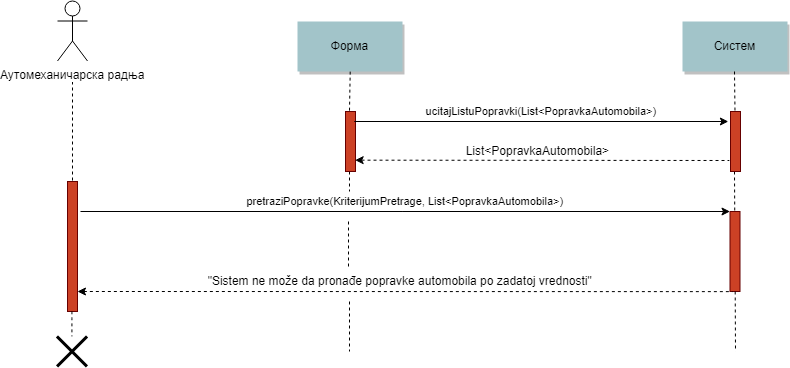 Форма
Систем
Аутомеханичарска радња
ucitajListuPopravki(List<PopravkaAutomobila>)
List<PopravkaAutomobila>
pretraziPopravke(KriterijumPretrage, List<PopravkaAutomobila>)
"Sistem ne može da pronađe popravke automobila po zadatoj vrednosti"